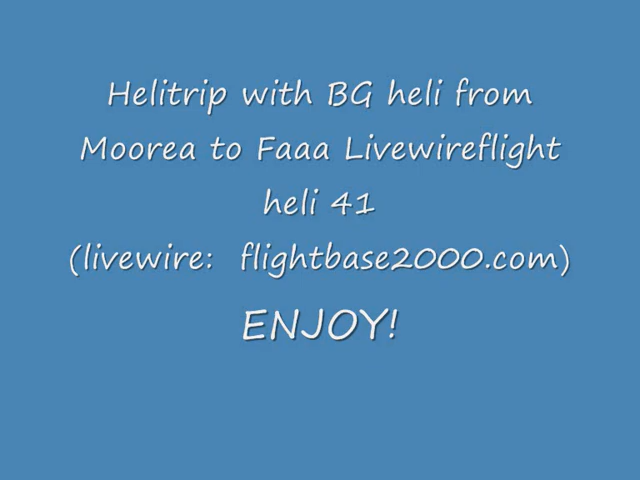 Helitrip with BG heli from
Moorea to Faaa Livewireflight
heli 41
(livewire:  flightbase2000.com)
ENJOY!